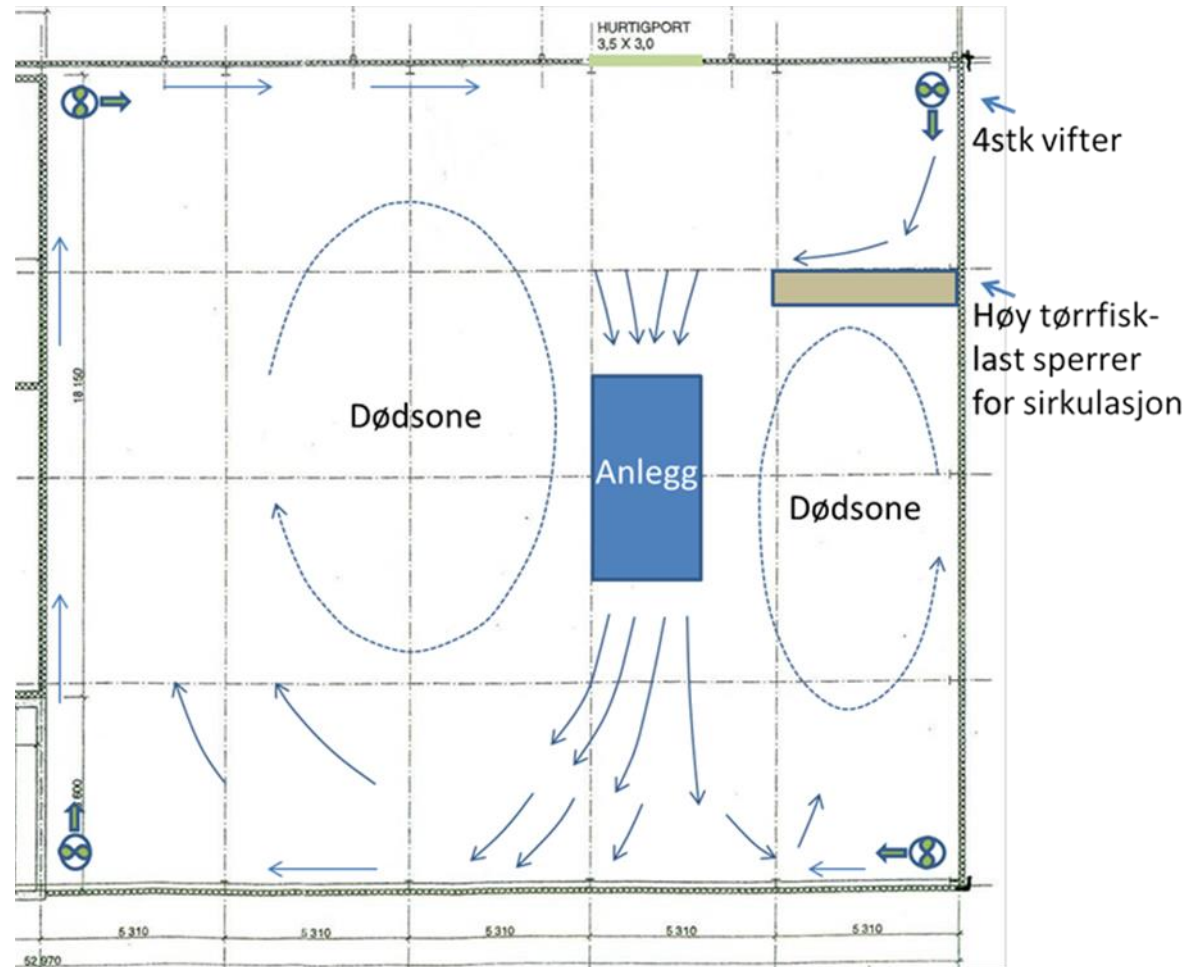 HURTIGPORT
3,5 X 3,0
4stk vifter
Høy tørrfisk-
last sperrer
for sirkulasjon
18 150
Dødsone
Anlegg
Dødsone
600
5 310
5 310
5 310
5 310
5 310
52 970